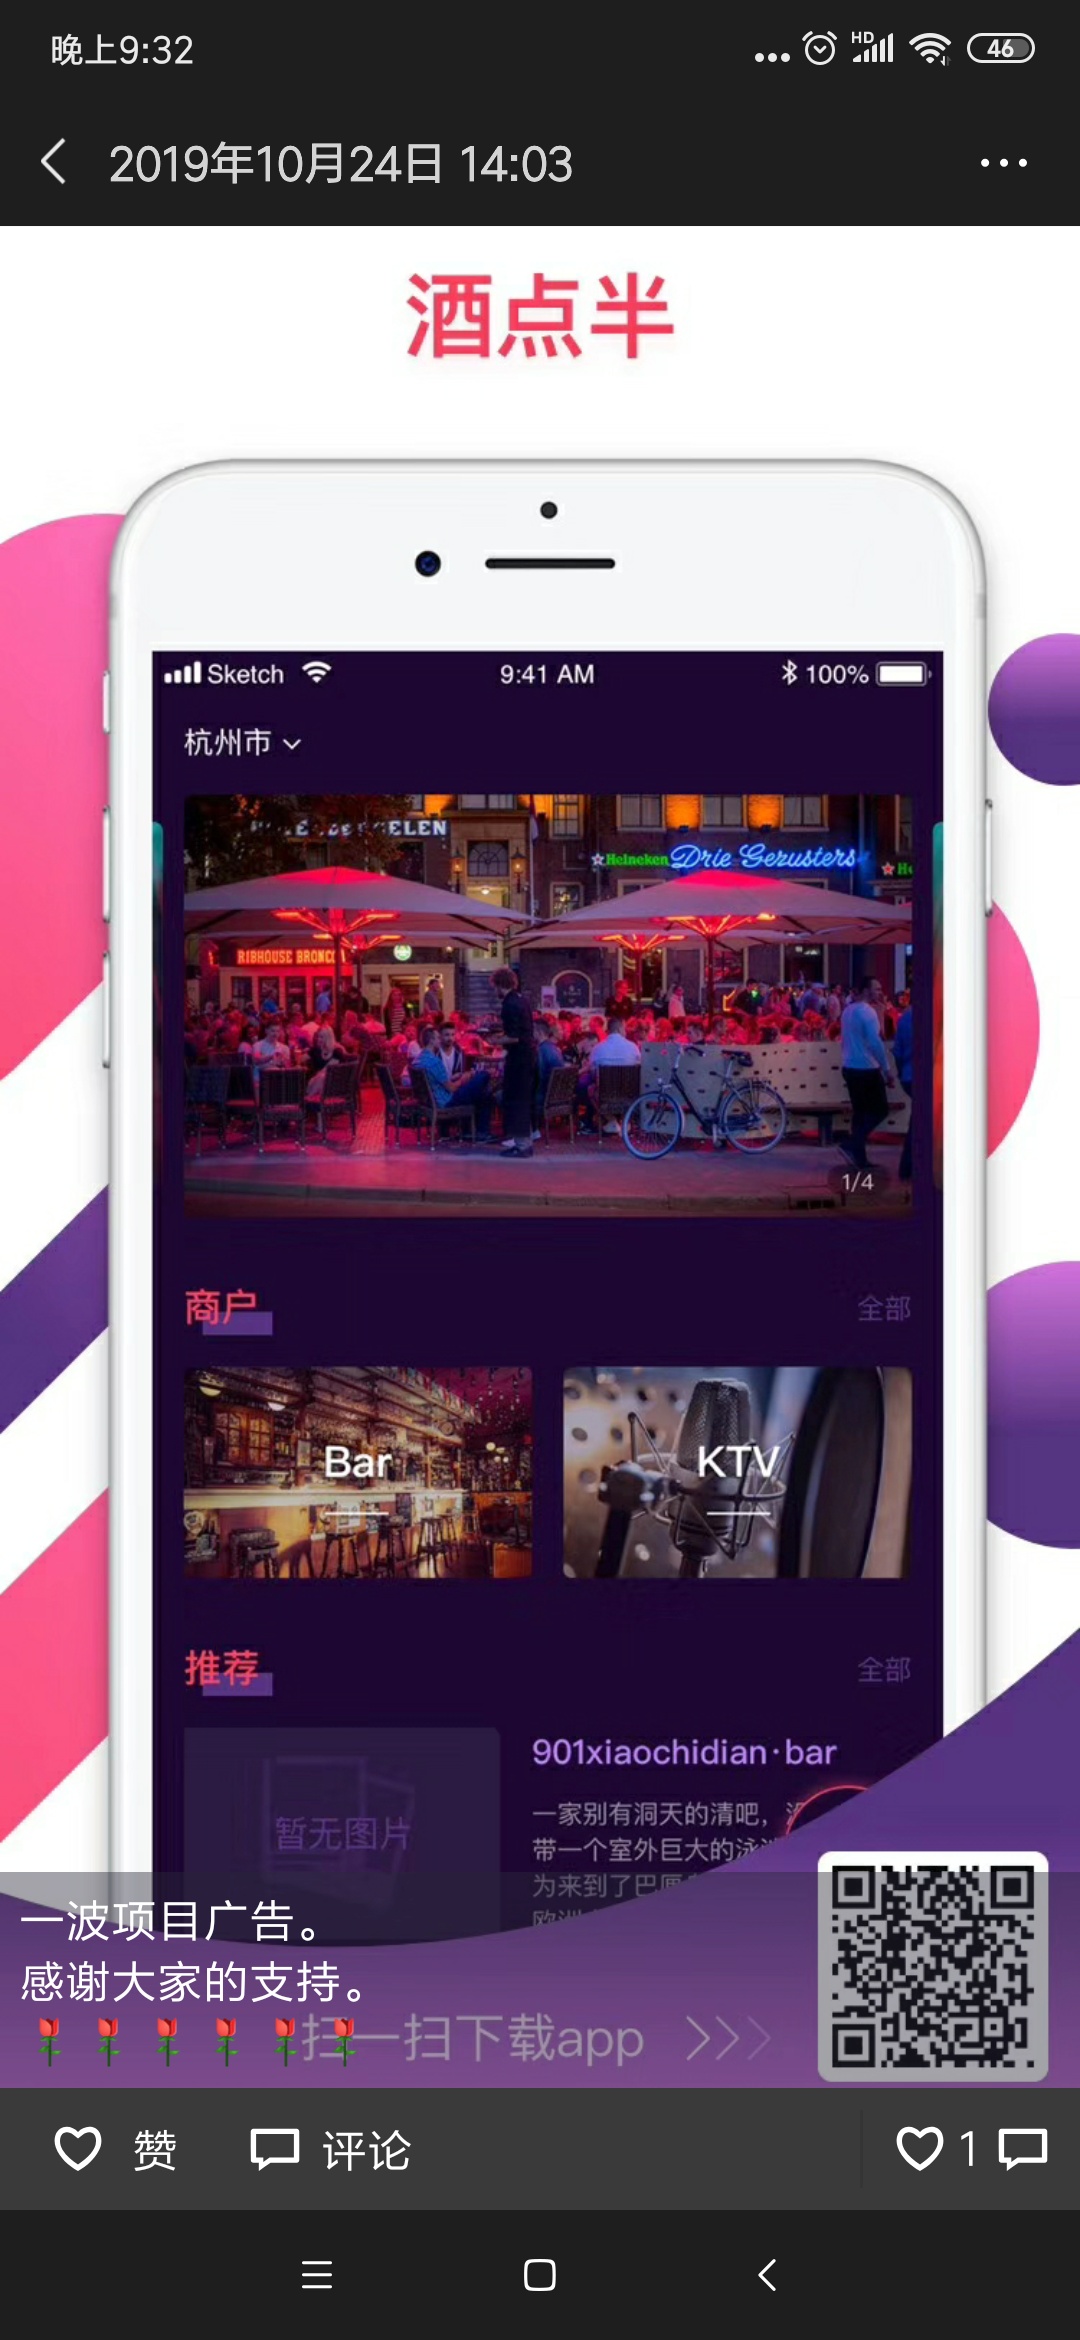 晚上9:32
HD
46
2019年10月24日 14:03
酒点半
Sketch
9:41 AM
100%
杭州市
ELEN
Heineken
Drie Gezusters
RIBHOUSE BRONCO
1/4
商户
全部
Bar
KTV
推荐
全部
暂无图片
901xiaochidian·bar
一家别有洞天的清吧，
带一个室外巨大的泳
为来到了巴厘
欧洲
一波项目广告。
感谢大家的支持。
🌹🌹🌹🌹🌹🌹
扫一扫下载app
赞
评论
1